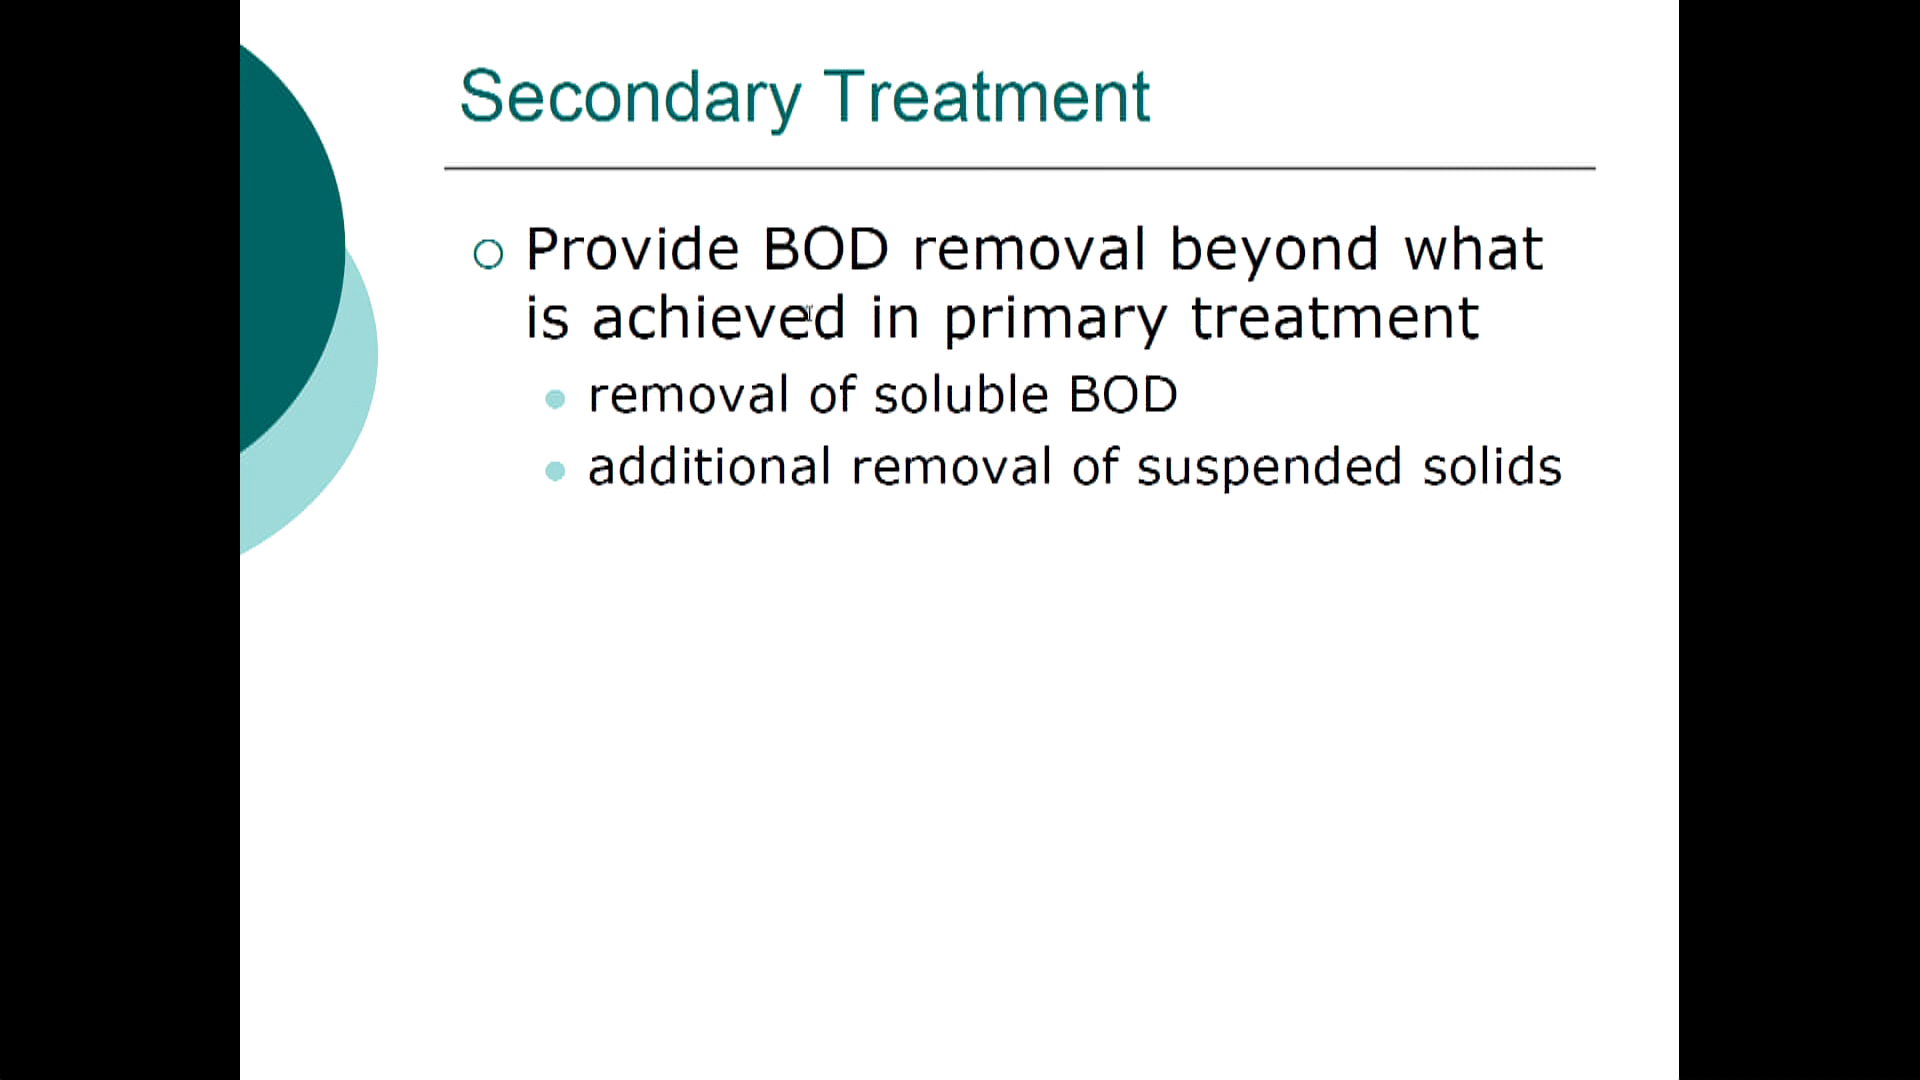 Secondary Treatment
Provide BOD removal beyond what
is achieved in primary treatment
removal of soluble BOD
additional removal of suspended solids